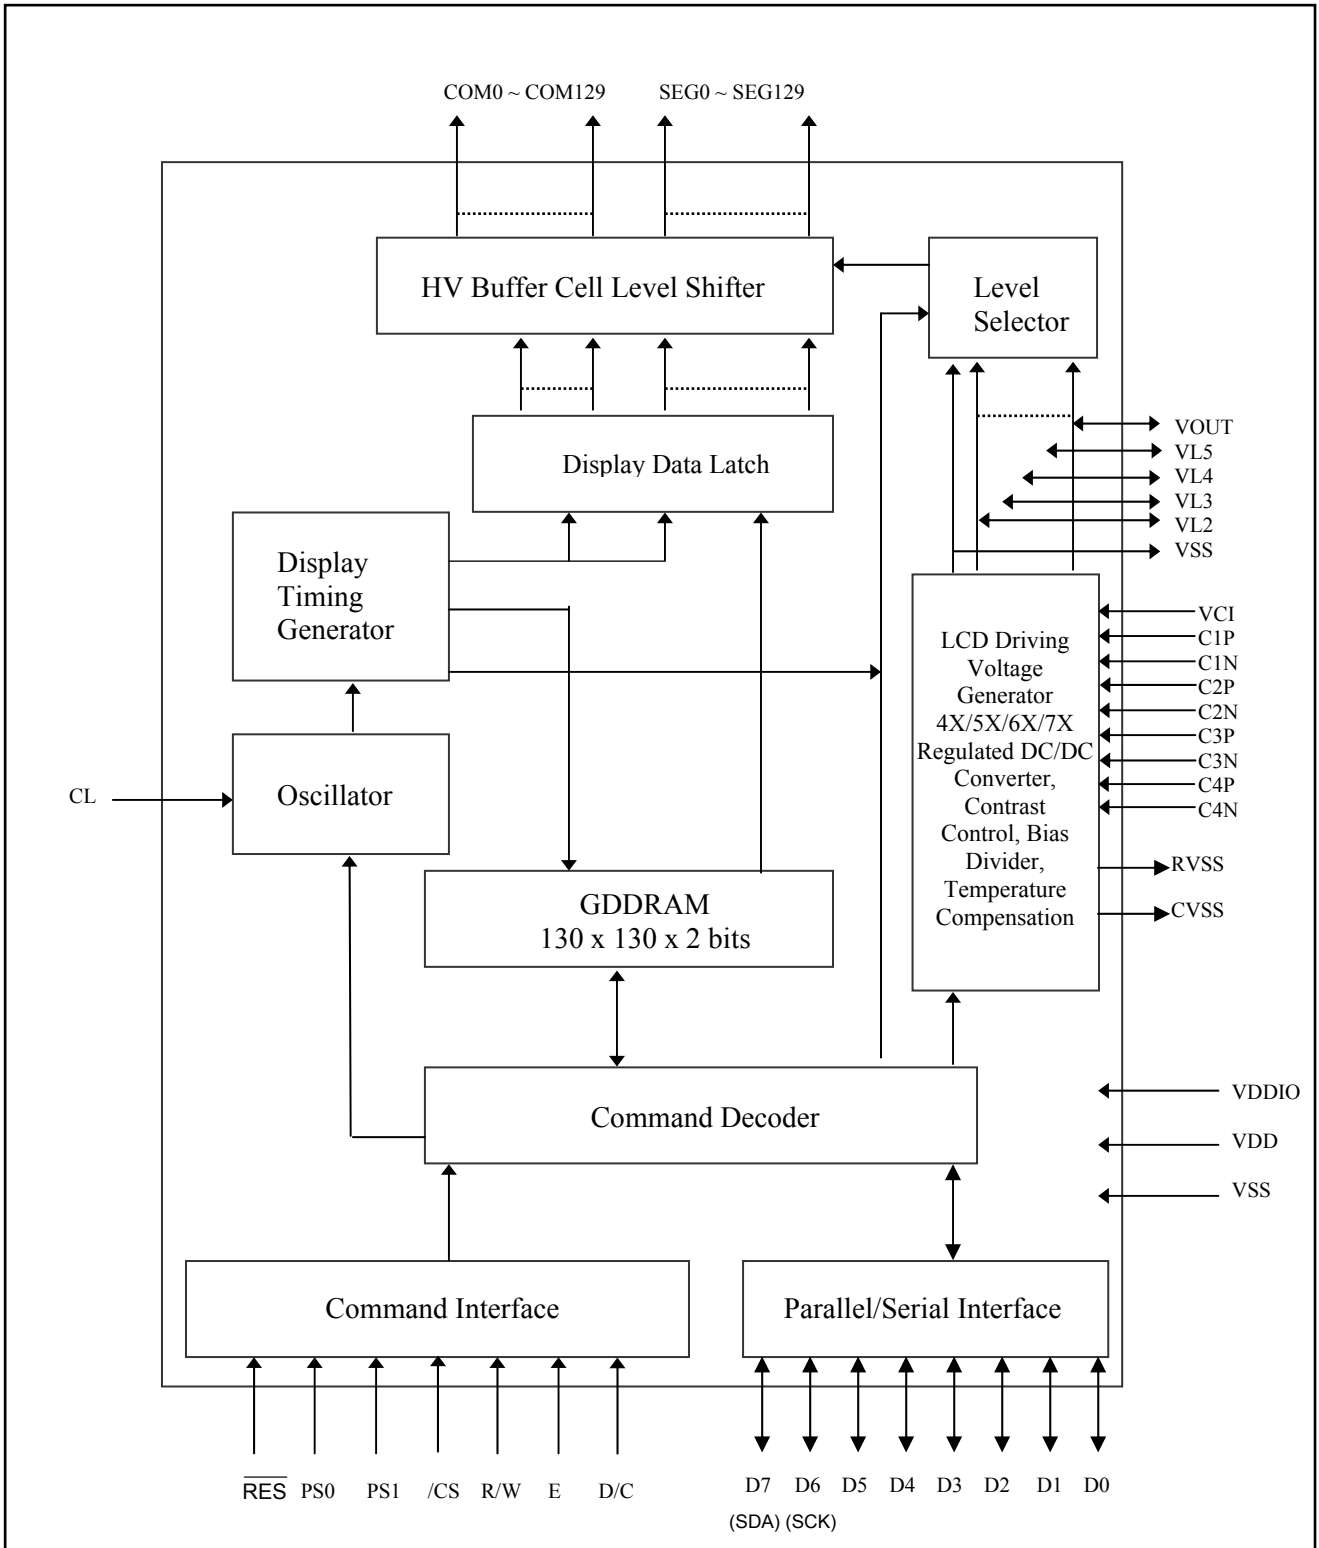 COM0 ~ COM129 SEG0 ~ SEG129
HV Buffer Cell Level Shifter
Level
Selector
Display Data Latch
VOUT
VL5
VL4
VL3
VL2
VSS
Display
Timing
Generator
LCD Driving
Voltage
Generator
4X/5X/6X/7X
Regulated DC/DC
Converter,
Contrast
Control, Bias
Divider,
Temperature
Compensation
VCI
C1P
C1N
C2P
C2N
C3P
C3N
C4P
C4N
RVSS
CVSS
CL
Oscillator
GDDRAM
130 x 130 x 2 bits
Command Decoder
VDDIO
VDD
VSS
Command Interface
Parallel/Serial Interface
RES PS0 PS1 /CS R/W E D/C
D7 D6 D5 D4 D3 D2 D1 D0
(SDA) (SCK)